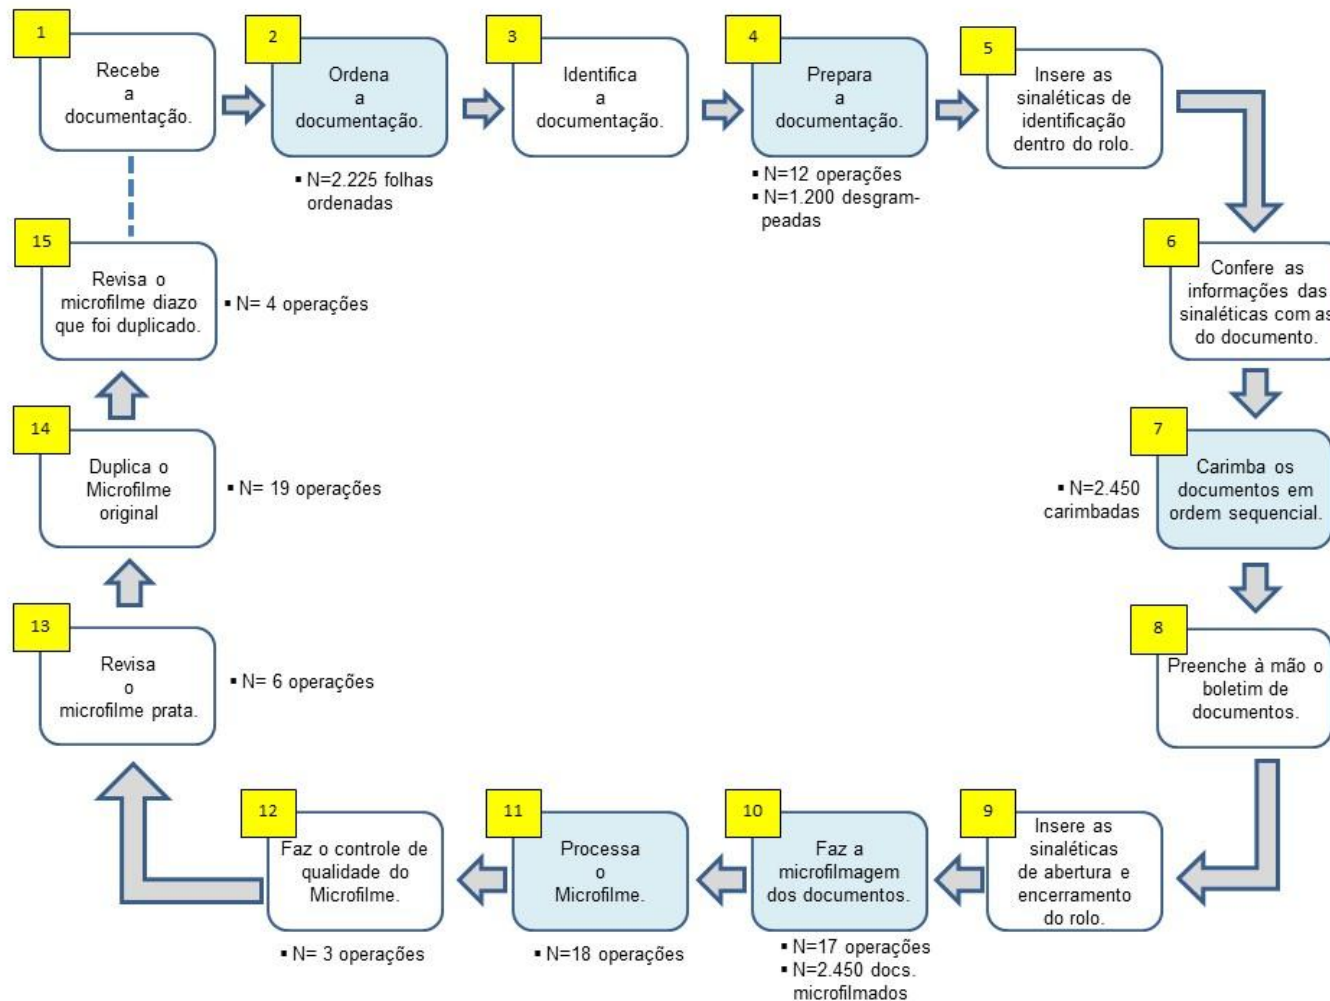 1
Recebe
a
documentação.
2
Ordena
a
documentação.
▪ N=2.225 folhas
ordenadas
3
Identifica
a
documentação.
4
Prepara
a
documentação.
▪ N=12 operações
▪ N=1.200 desgram-
peadas
5
Insere as
sinaléticas de
identificação
dentro do rolo.
6
Confere as
informações das
sinaléticas com as
do documento.
7
Carimba os
documentos em
ordem sequencial.
▪ N=2.450
carimbadas
8
Preenche à mão o
boletim de
documentos.
9
Insere as
sinaléticas
de abertura e
encerramento
do rolo.
10
Faz a
microfilmagem
dos documentos.
▪ N=17 operações
▪ N=2.450 docs.
microfilmados
11
Processa
o
Microfilme.
▪ N=18 operações
12
Faz o controle de
qualidade do
Microfilme.
▪ N= 3 operações
13
Revisa
o
microfilme prata.
▪ N= 6 operações
14
Duplica o
Microfilme
original
▪ N= 19 operações
15
Revisa o
microfilme diazo
que foi duplicado.
▪ N= 4 operações